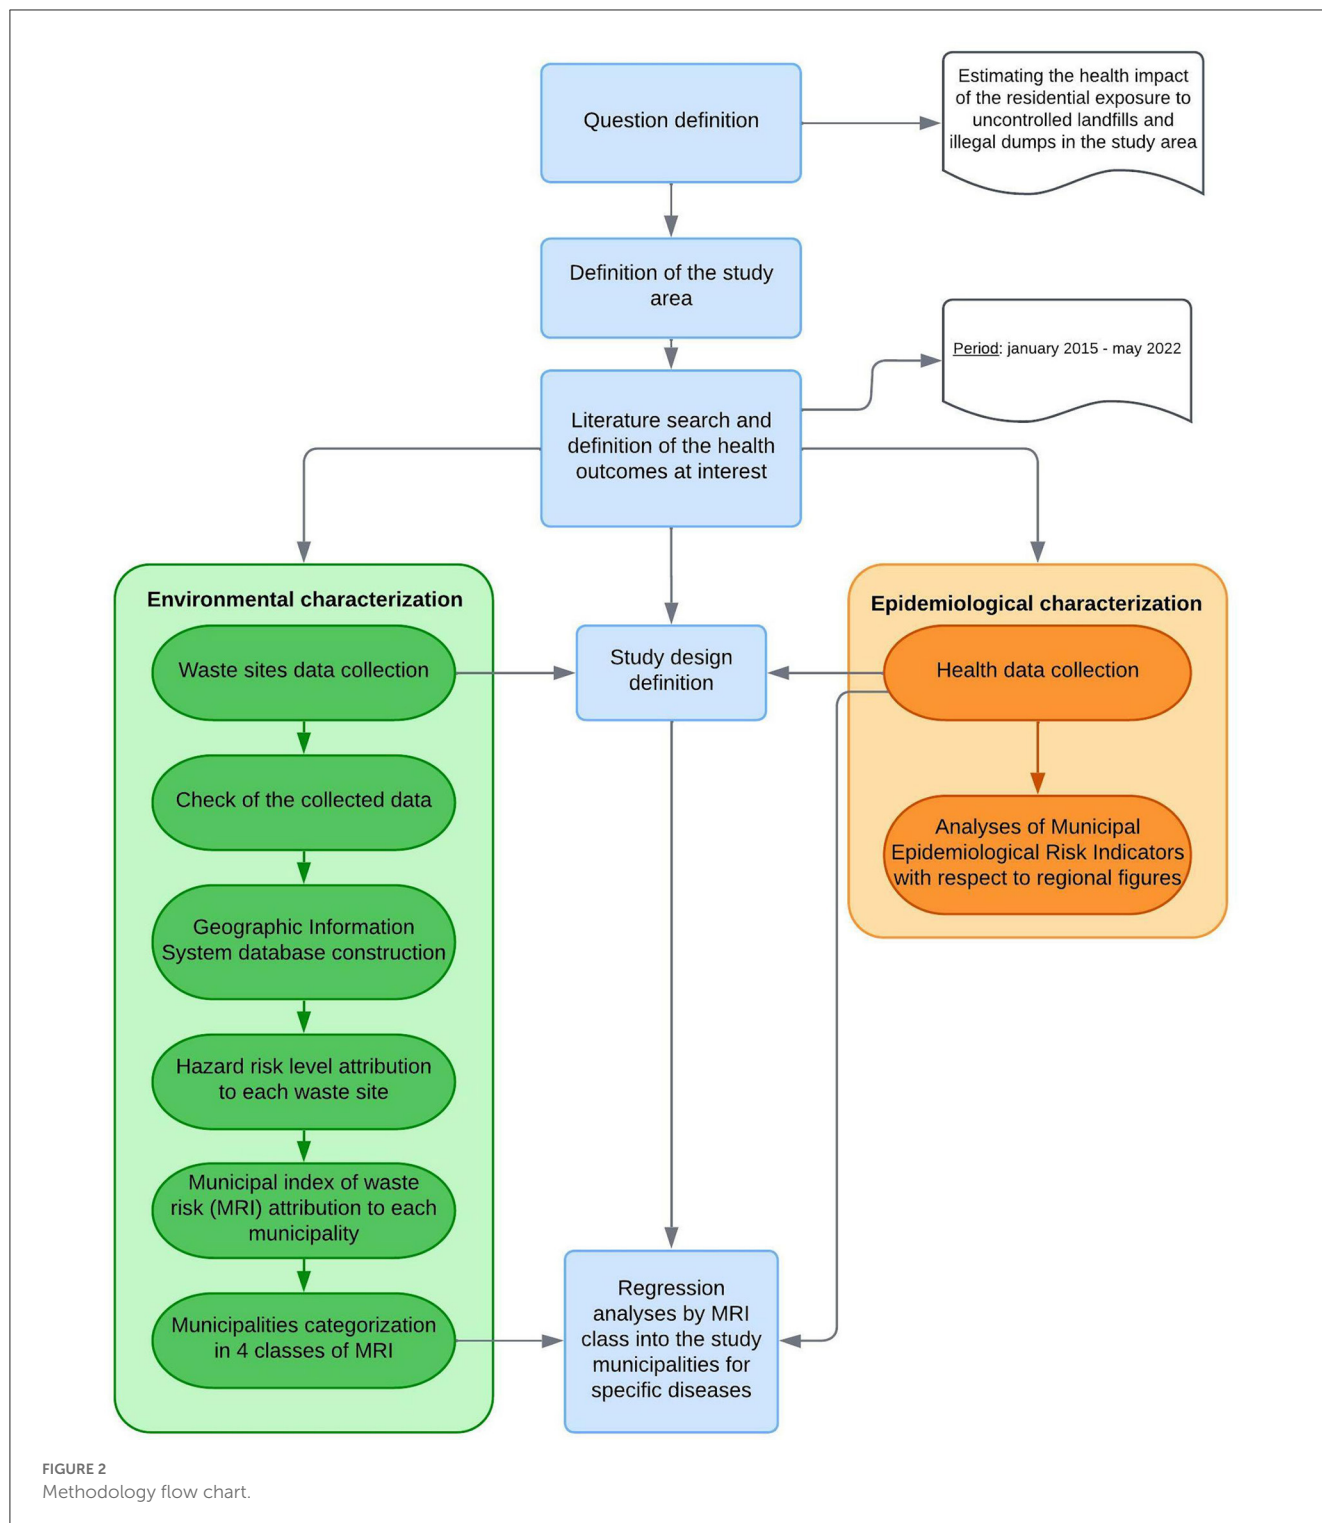 Question definition
Estimating the health impact
of the residential exposure to
uncontrolled landfills and
illegal dumps in the study area
Definition of the study
area
Period: january 2015 - may 2022
Literature search and
definition of the health
outcomes at interest
Environmental characterization
Waste sites data collection
Check of the collected data
Geographic Information
System database construction
Hazard risk level attribution
to each waste site
Municipal index of waste
risk (MRI) attribution to each
municipality
Municipalities categorization
in 4 classes of MRI
Study design
definition
Regression
analyses by MRI
class into the study
municipalities for
specific diseases
Epidemiological characterization
Health data collection
Analyses of Municipal
Epidemiological Risk Indicators
with respect to regional figures
FIGURE 2
Methodology flow chart.